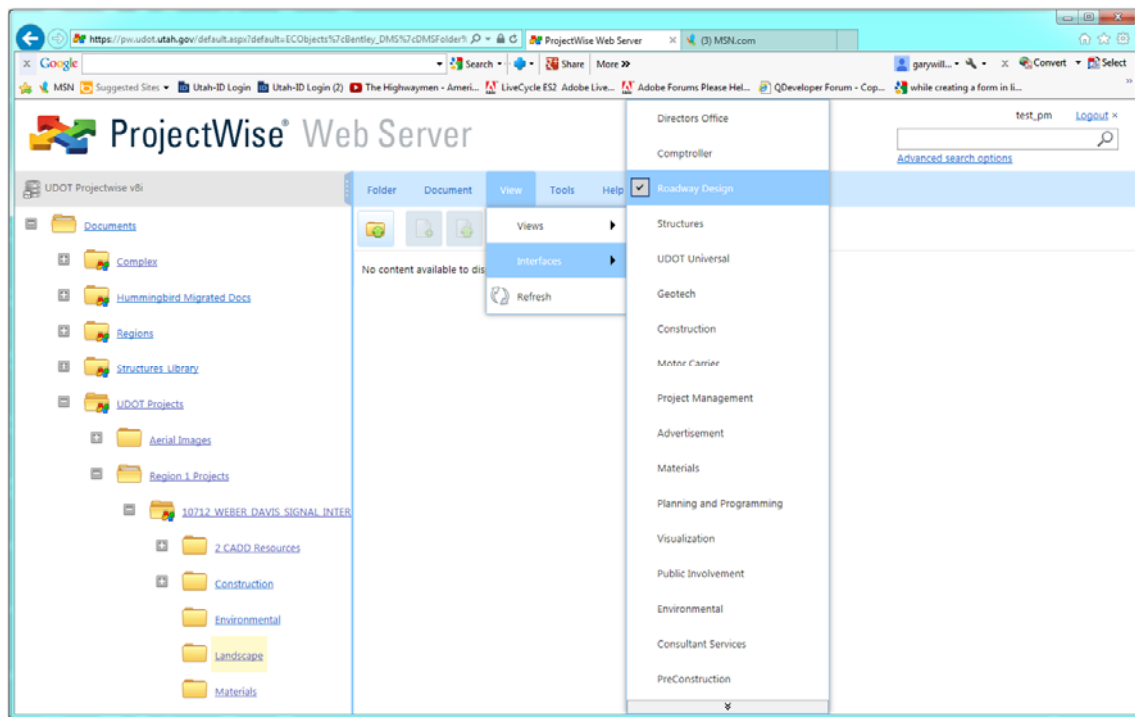 https://pw.udot.utah.gov/default.aspx?default=ECObjects%7cBentley_DMS%7cDMSFolder%
ProjectWise Web Server
(3) MSN.com
Google
Search
Share
More
garywill...
Convert
Select
MSN
Suggested Sites
Utah-ID Login
Utah-ID Login (2)
The Highwaymen - Ameri...
LiveCycle ES2 Adobe Live...
Adobe Forums Please Hel...
QDeveloper Forum - Cop...
while creating a form in li...
ProjectWise® Web Server
test_pm
Logout
Advanced search options
UDOT Projectwise v8i
Folder
Document
View
Tools
Help
Documents
Complex
Hummingbird Migrated Docs
Regions
Structures Library
UDOT Projects
Aerial Images
Region 1 Projects
10712 WEBER DAVIS SIGNAL INTER
2 CADD Resources
Construction
Environmental
Landscape
Materials
No content available to dis
Views
Interfaces
Refresh
Directors Office
Comptroller
Roadway Design
Structures
UDOT Universal
Geotech
Construction
Motor Carrier
Project Management
Advertisement
Materials
Planning and Programming
Visualization
Public Involvement
Environmental
Consultant Services
PreConstruction